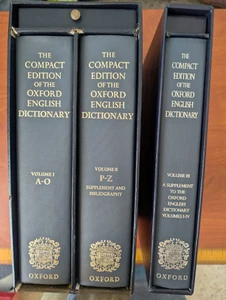 THE
COMPACT
EDITION
OF THE
OXFORD
ENGLISH
DICTIONARY
VOLUME I
A-O
OXFORD
THE
COMPACT
EDITION
OF THE
OXFORD
ENGLISH
DICTIONARY
VOLUME II
P-Z
SUPPLEMENT AND
BIBLIOGRAPHY
OXFORD
THE
COMPACT
EDITION
OF THE
OXFORD
ENGLISH
DICTIONARY
VOLUME III
A SUPPLEMENT
TO THE
OXFORD
ENGLISH
DICTIONARY
VOLUMES I-IV
OXFORD